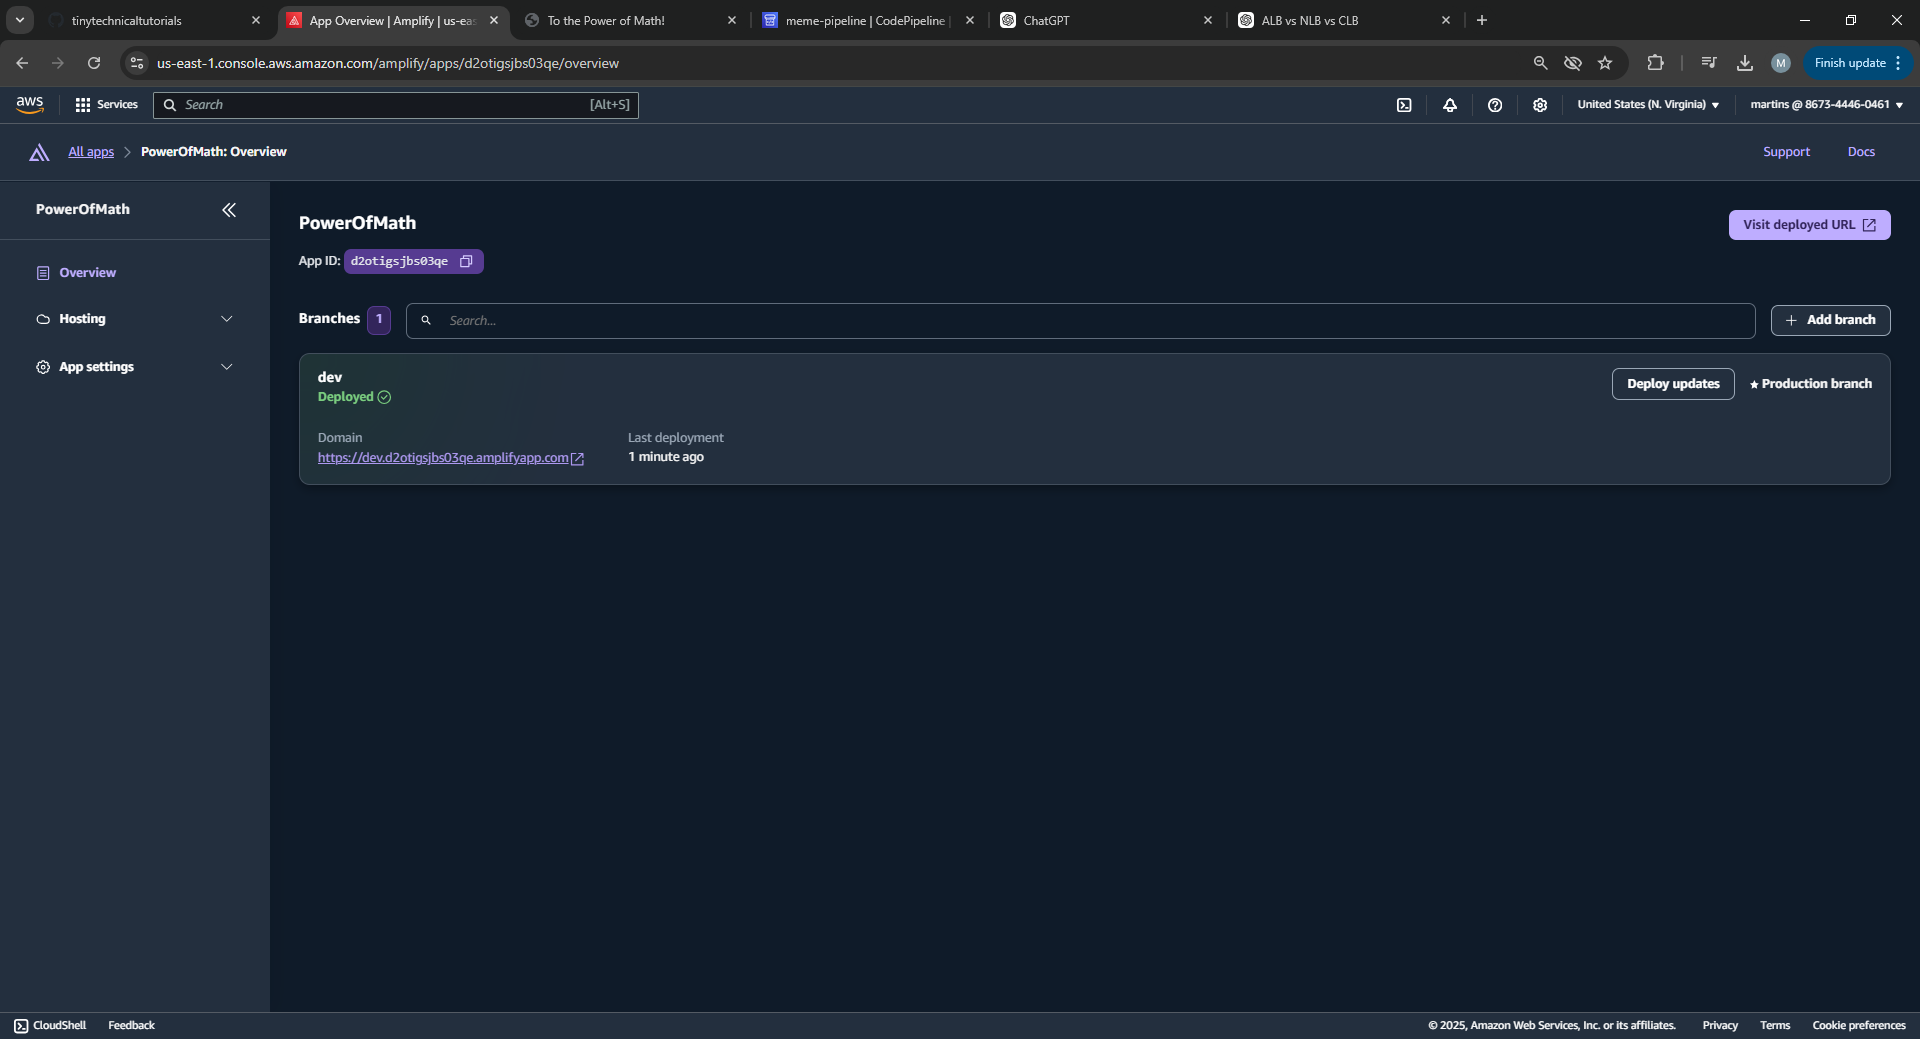 tinytechnicaltutorials
App Overview | Amplify | us-eas
To the Power of Math!
meme-pipeline | CodePipeline |
ChatGPT
ALB vs NLB vs CLB
us-east-1.console.aws.amazon.com/amplify/apps/d2otigsjbs03qe/overview
M
Finish update
aws
Services
Search
[Alt+S]
United States (N. Virginia)
martins @ 8673-4446-0461
All apps
PowerOfMath: Overview
Support
Docs
PowerOfMath
Overview
Hosting
App settings
PowerOfMath
Visit deployed URL
App ID: d2otigsjbs03qe
Branches 1
Search...
Add branch
dev
Deployed
Deploy updates
Production branch
Domain
https://dev.d2otigsjbs03qe.amplifyapp.com
Last deployment
1 minute ago
CloudShell
Feedback
© 2025, Amazon Web Services, Inc. or its affiliates.
Privacy
Terms
Cookie preferences